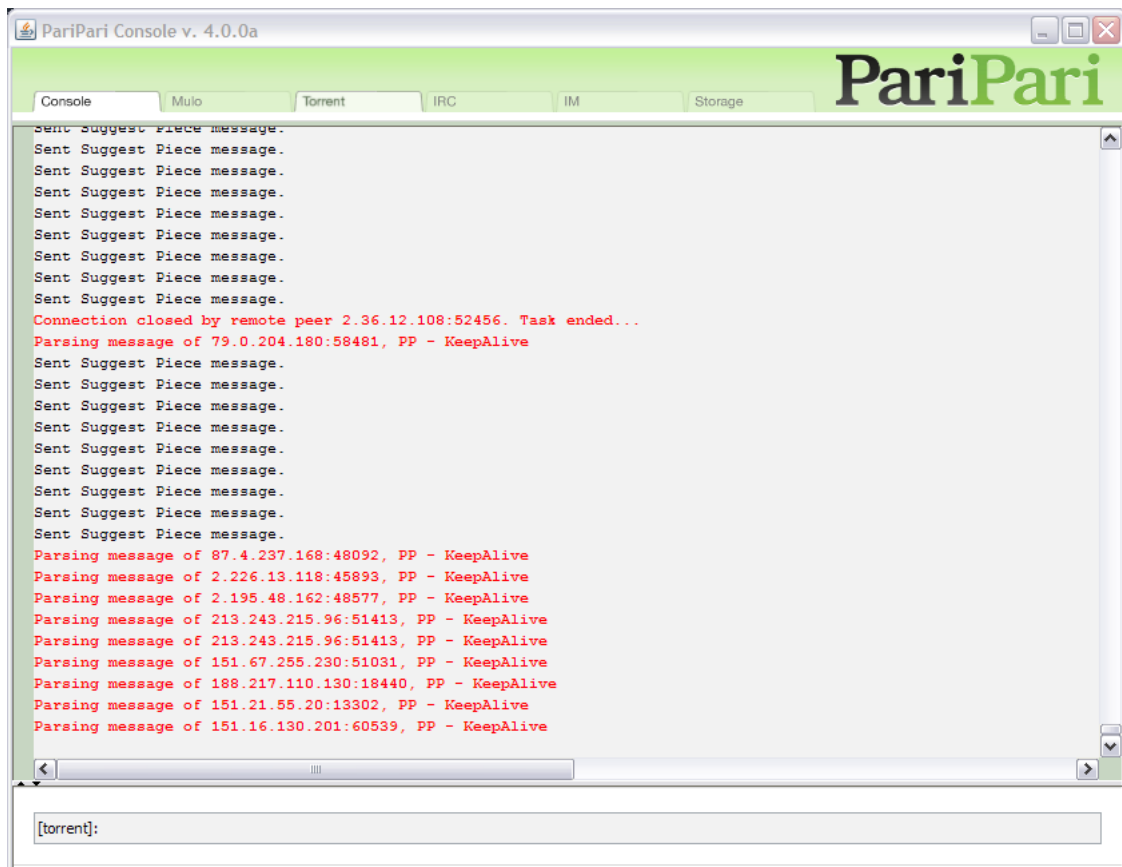 PariPari Console v. 4.0.0a
PariPari
Console Mulo Torrent IRC IM Storage
Sent Suggest Piece message.
Sent Suggest Piece message.
Sent Suggest Piece message.
Sent Suggest Piece message.
Sent Suggest Piece message.
Sent Suggest Piece message.
Sent Suggest Piece message.
Sent Suggest Piece message.
Sent Suggest Piece message.
Connection closed by remote peer 2.36.12.108:52456. Task ended...
Parsing message of 79.0.204.180:58481, PP - KeepAlive
Sent Suggest Piece message.
Sent Suggest Piece message.
Sent Suggest Piece message.
Sent Suggest Piece message.
Sent Suggest Piece message.
Sent Suggest Piece message.
Sent Suggest Piece message.
Sent Suggest Piece message.
Sent Suggest Piece message.
Parsing message of 87.4.237.168:48092, PP - KeepAlive
Parsing message of 2.226.13.118:45893, PP - KeepAlive
Parsing message of 2.195.48.162:48577, PP - KeepAlive
Parsing message of 213.243.215.96:51413, PP - KeepAlive
Parsing message of 213.243.215.96:51413, PP - KeepAlive
Parsing message of 151.67.255.230:51031, PP - KeepAlive
Parsing message of 188.217.110.130:18440, PP - KeepAlive
Parsing message of 151.21.55.20:13302, PP - KeepAlive
Parsing message of 151.16.130.201:60539, PP - KeepAlive
[torrent]: